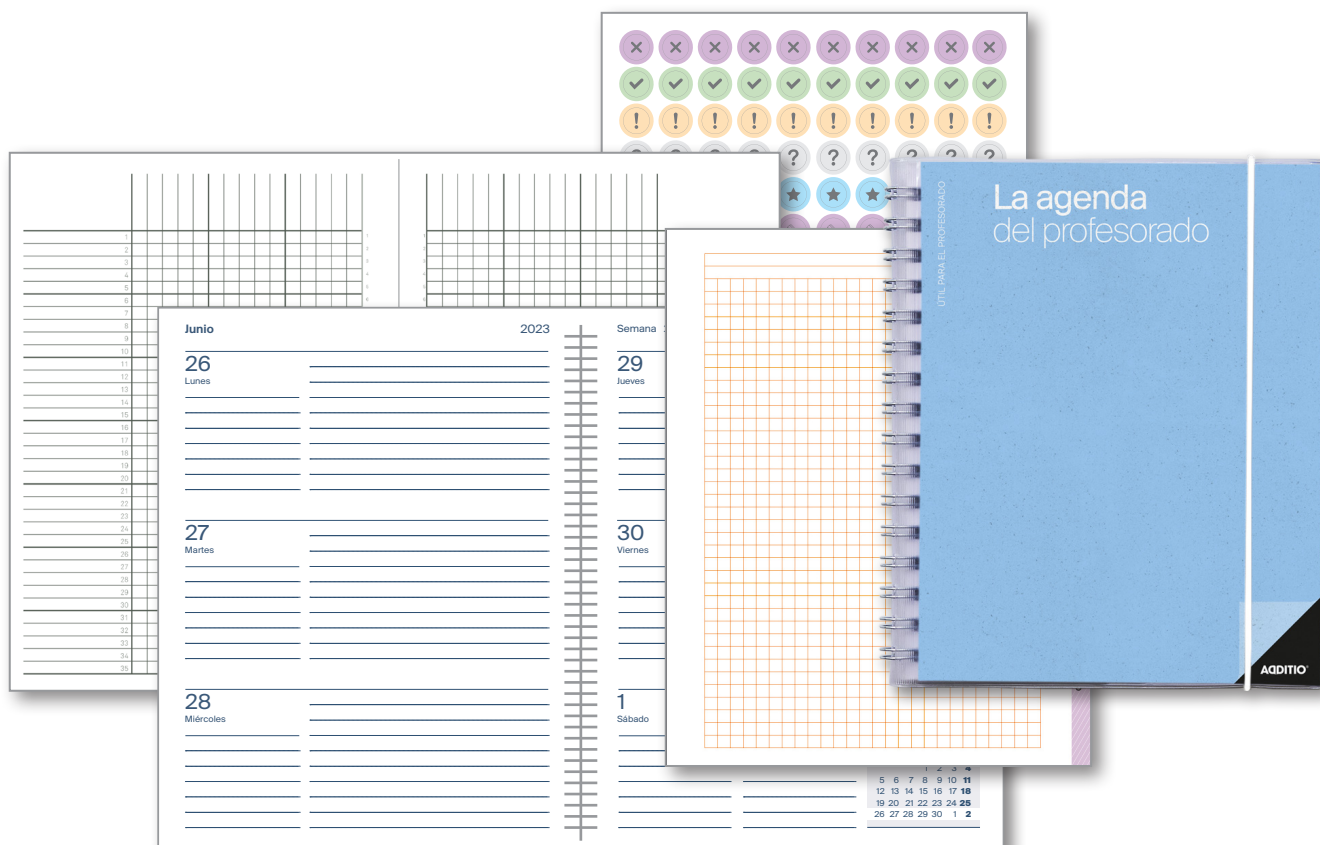 La agenda
del profesorado
ÚTIL PARA EL PROFESORADO
ADDITIO
1
2
3
4
5
6
7
8
9
10
11
12
13
14
15
16
17
18
19
20
21
22
23
24
25
26
27
28
29
30
31
32
33
34
35
Junio 2023
26
Lunes
27
Martes
28
Miércoles
Semana
29
Jueves
30
Viernes
1
Sábado
1 2 3 4
5 6 7 8 9 10 11
12 13 14 15 16 17 18
19 20 21 22 23 24 25
26 27 28 29 30 1 2